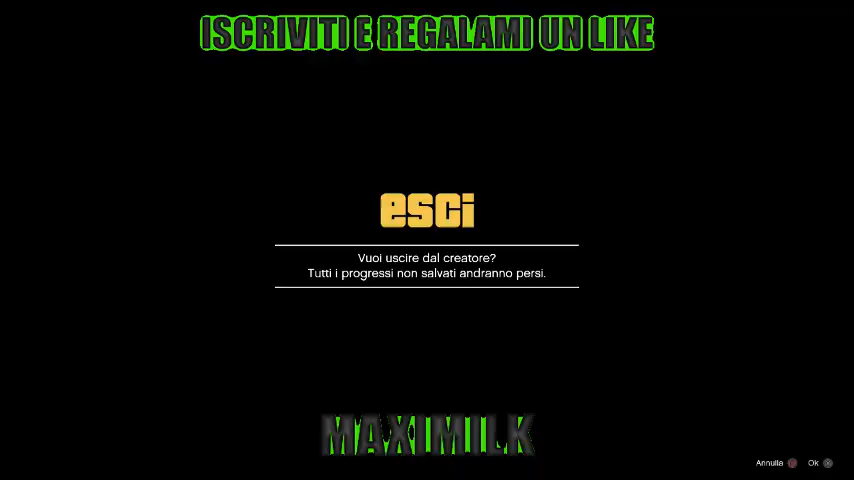 ISCRIVITI E REGALAMI UN LIKE
esci
Vuoi uscire dal creatore?
Tutti i progressi non salvati andranno persi.
MAXIMILK
Annulla Ok